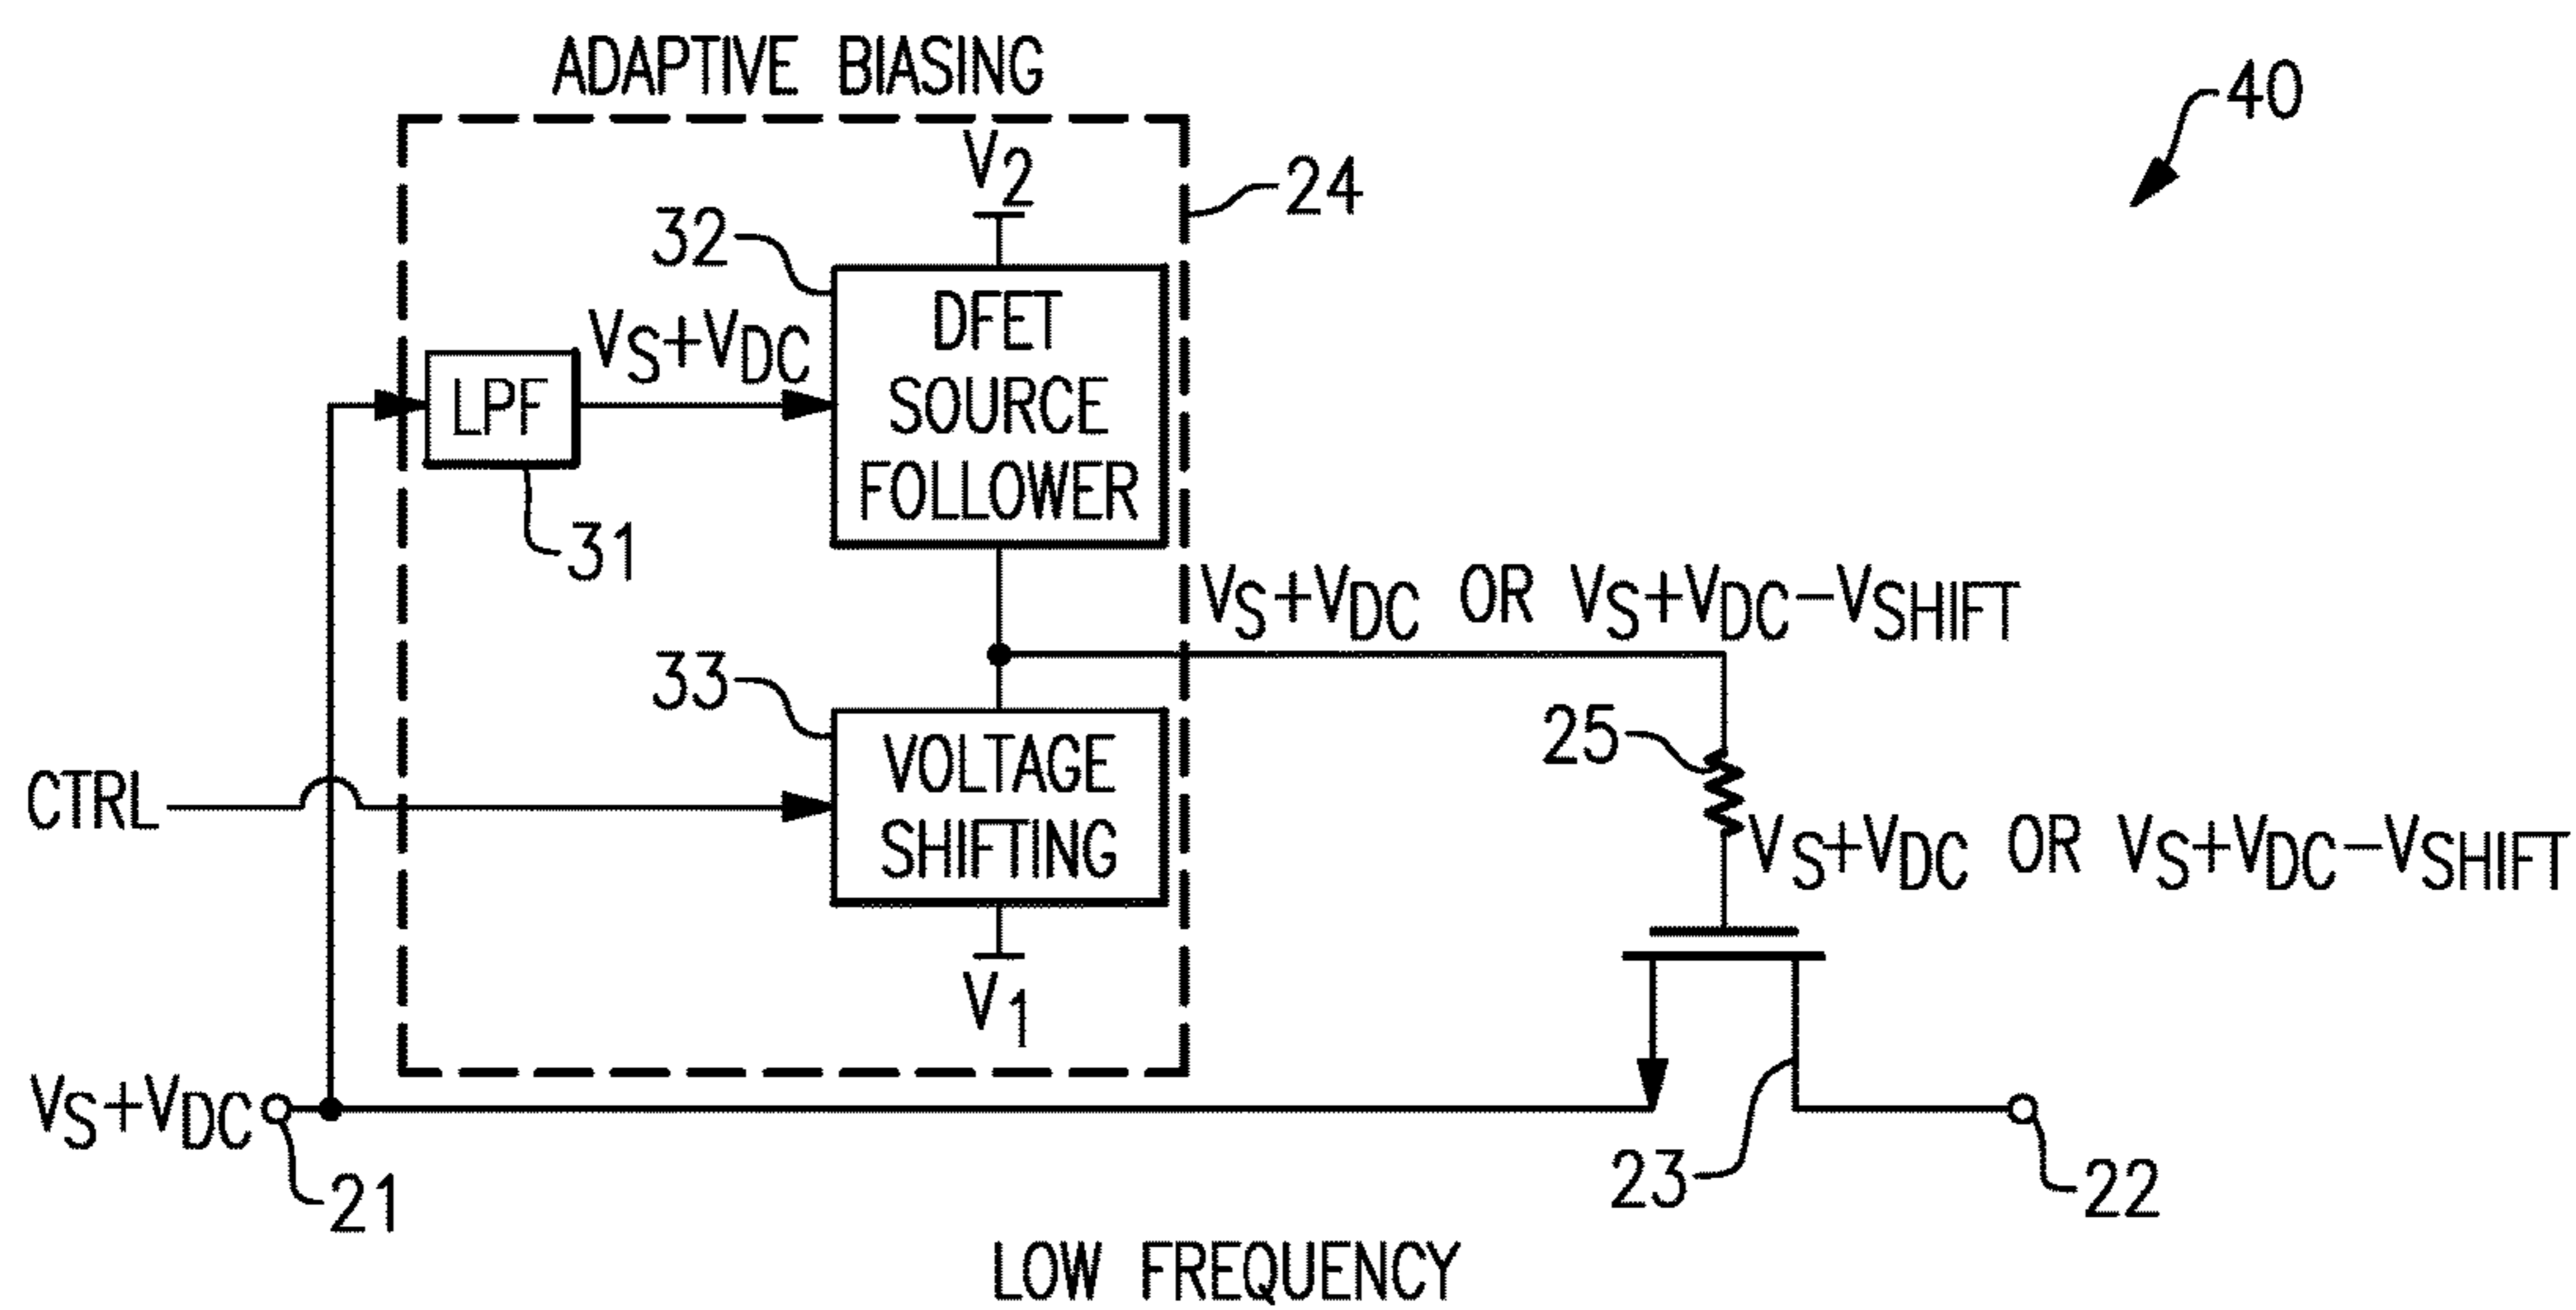 ADAPTIVE BIASING
40
V2
24
32
VS+VDC
DFET
SOURCE
FOLLOWER
LPF
31
VS+VDC OR VS+VDC−VSHIFT
33
25
VOLTAGE
SHIFTING
CTRL
VS+VDC OR VS+VDC−VSHIFT
V1
VS+VDC
21
23
22
LOW FREQUENCY